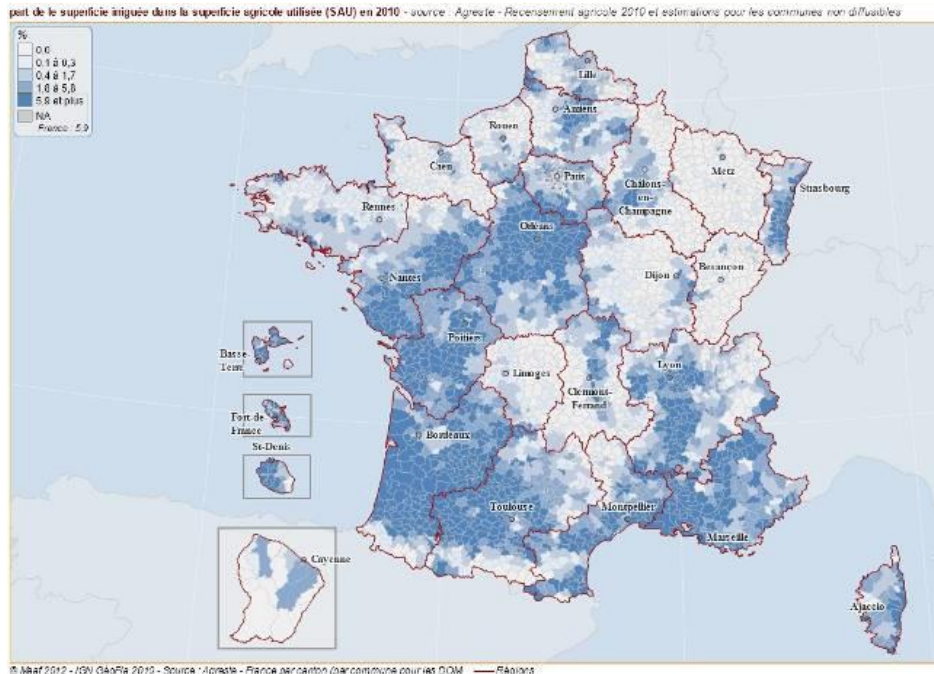 part de le superficie iniguée dans la superficie agricole utilisée (SAU) en 2010 - source : Agreste - Recensement agricole 2010 et estimations pour les communes non diffusibles
%
0,0
0,1 à 0,3
0,4 à 1,7
1,8 à 5,8
5,9 et plus
NA
France : 5,9
Lille
Amiens
Rouen
Caen
Paris
Metz
Châlons-
en-
Champagne
Strasbourg
Rennes
Orléans
Nantes
Dijon
Besançon
Poitiers
Basse-
Terre
Limoges
Lyon
Clermont-
Ferrand
Fort-de
France
Bordeaux
St-Denis
Toulouse
Montpellier
Marseille
Cayenne
Ajaccio
© Maaf 2012 - IGN GéoFla 2010 - Source : Agreste - France par canton (par commune pour les DOM Régions